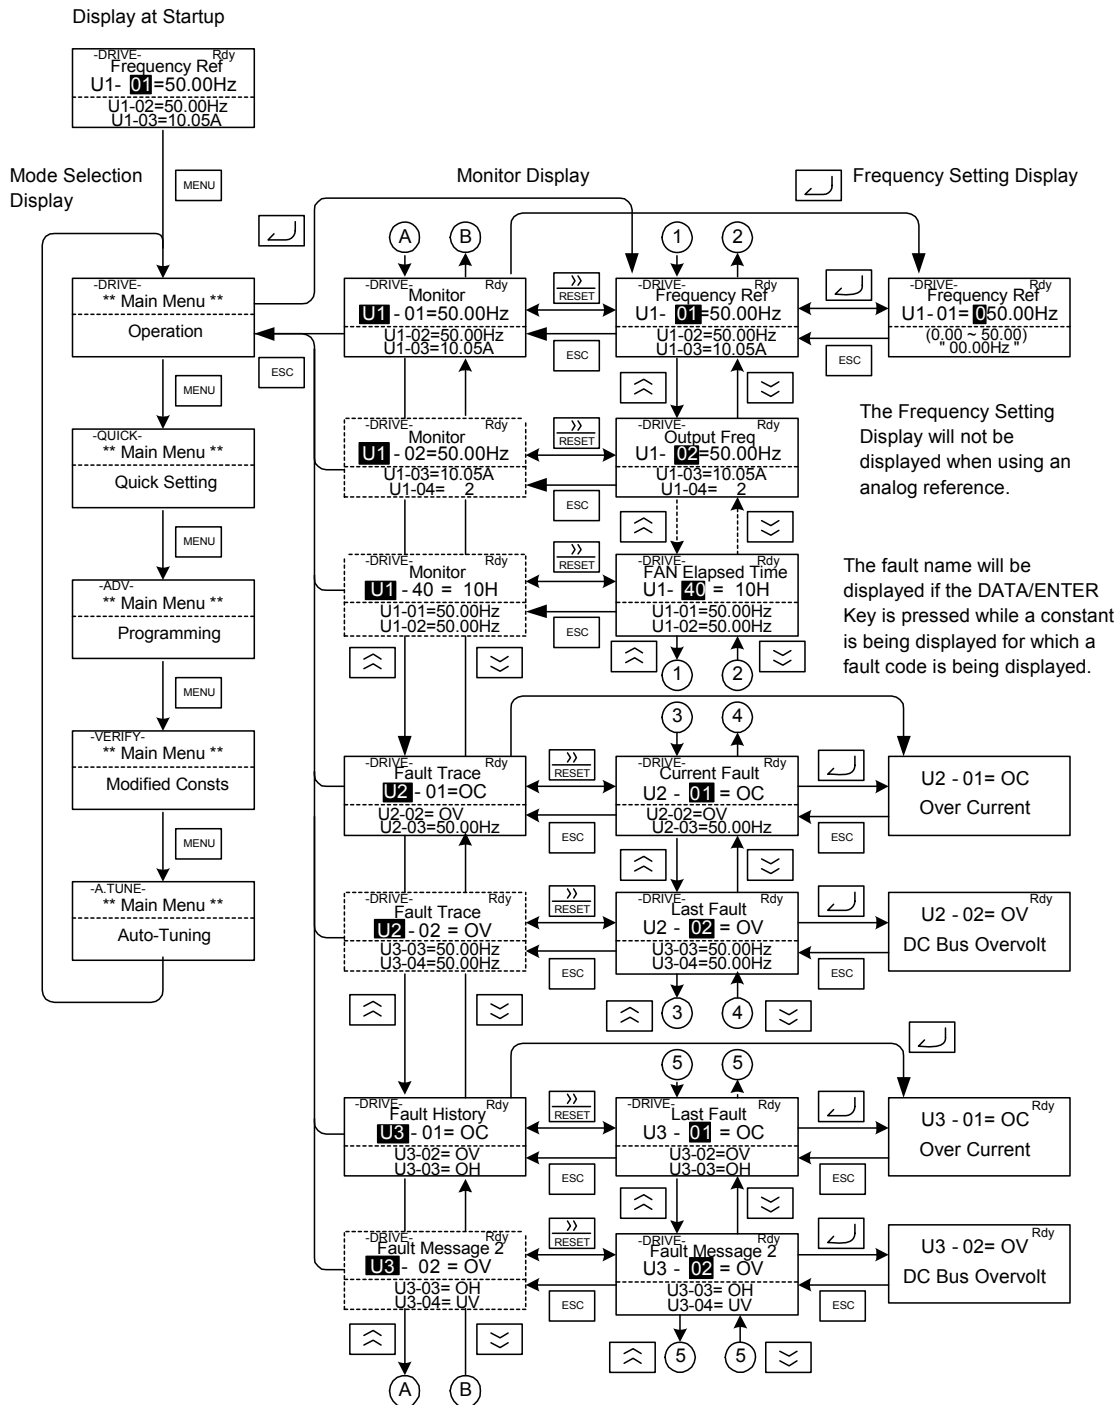 Display at Startup
-DRIVE- Rdy
Frequency Ref
U1- 01=50.00Hz
U1-02=50.00Hz
U1-03=10.05A
Mode Selection
Display
MENU
Monitor Display
Frequency Setting Display
A B 1 2
-DRIVE-
** Main Menu **
Operation
-DRIVE- Rdy
Monitor
U1 - 01=50.00Hz
U1-02=50.00Hz
U1-03=10.05A
>> RESET
ESC
-DRIVE- Rdy
Frequency Ref
U1- 01=50.00Hz
U1-02=50.00Hz
U1-03=10.05A
ESC
-DRIVE- Rdy
Frequency Ref
U1- 01= 050.00Hz
(0.00 ~ 50.00)
" 00.00Hz "
ESC
MENU
-QUICK-
** Main Menu **
Quick Setting
-DRIVE- Rdy
Monitor
U1 - 02=50.00Hz
U1-03=10.05A
U1-04= 2
>> RESET
ESC
-DRIVE- Rdy
Output Freq
U1- 02=50.00Hz
U1-03=10.05A
U1-04= 2
The Frequency Setting
Display will not be
displayed when using an
analog reference.
MENU
-ADV-
** Main Menu **
Programming
-DRIVE- Rdy
Monitor
U1 - 40 = 10H
U1-01=50.00Hz
U1-02=50.00Hz
>> RESET
ESC
-DRIVE- Rdy
FAN Elapsed Time
U1- 40 = 10H
U1-01=50.00Hz
U1-02=50.00Hz
1 2
The fault name will be
displayed if the DATA/ENTER
Key is pressed while a constant
is being displayed for which a
fault code is being displayed.
MENU
-VERIFY-
** Main Menu **
Modified Consts
3 4
-DRIVE- Rdy
Fault Trace
U2 - 01=OC
U2-02= OV
U2-03=50.00Hz
>> RESET
ESC
-DRIVE- Rdy
Current Fault
U2 - 01 = OC
U2-02=OV
U2-03=50.00Hz
ESC
U2 - 01= OC
Over Current
MENU
-A.TUNE-
** Main Menu **
Auto-Tuning
-DRIVE- Rdy
Fault Trace
U2 - 02 = OV
U3-03=50.00Hz
U3-04=50.00Hz
>> RESET
ESC
-DRIVE- Rdy
Last Fault
U2 - 02 = OV
U3-03=50.00Hz
U3-04=50.00Hz
ESC
Rdy
U2 - 02= OV
DC Bus Overvolt
3 4
5 5
-DRIVE- Rdy
Fault History
U3 - 01= OC
U3-02= OV
U3-03= OH
>> RESET
ESC
-DRIVE- Rdy
Last Fault
U3 - 01 = OC
U3-02=OV
U3-03=OH
ESC
Rdy
U3 - 01= OC
Over Current
-DRIVE- Rdy
Fault Message 2
U3 - 02 = OV
U3-03= OH
U3-04= UV
>> RESET
ESC
-DRIVE- Rdy
Fault Message 2
U3 - 02 = OV
U3-03= OH
U3-04= UV
ESC
Rdy
U3 - 02= OV
DC Bus Overvolt
5 5
A B